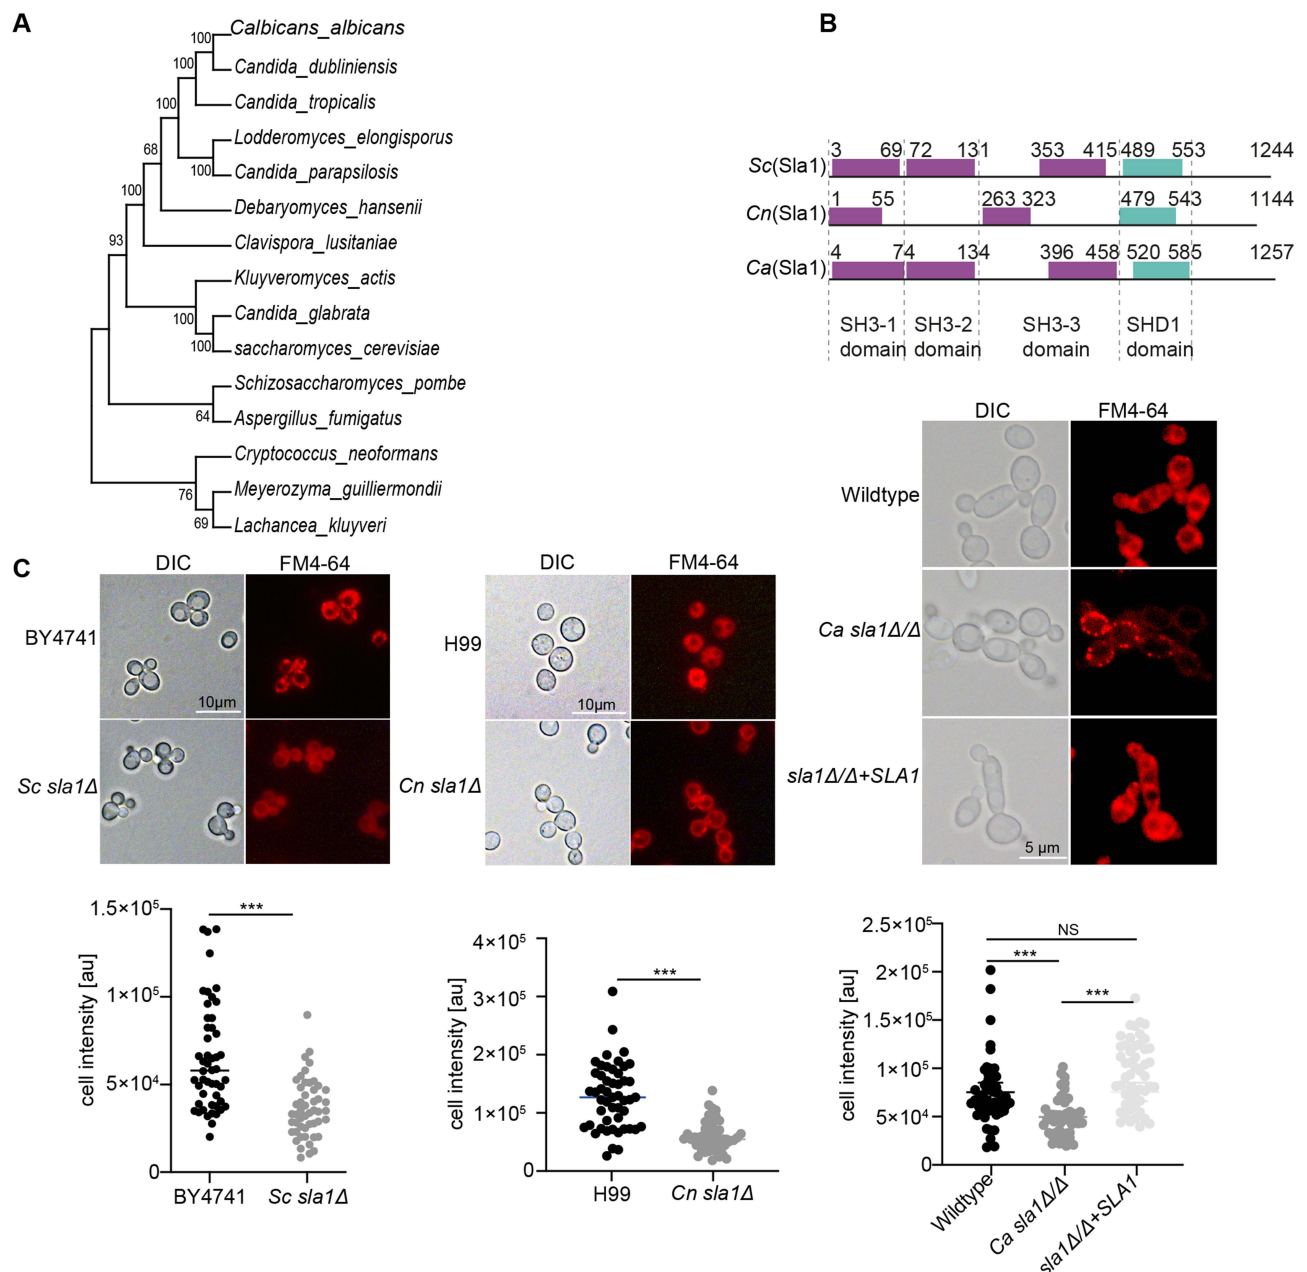 A
B
Calbicans_albicans
100
Candida_dubliniensis
100
Candida_tropicalis
100
Lodderomyces_elongisporus
68
100
Candida_parapsilosis
100
Debaryomyces_hansenii
Clavispora_lusitaniae
93
Kluyveromyces_actis
100
Candida_glabrata
100
saccharomyces_cerevisiae
Schizosaccharomyces_pombe
64
Aspergillus_fumigatus
Cryptococcus_neoformans
76
Meyerozyma_guilliermondii
69
Lachancea_kluyveri
3 69 72 131 353 415 489 553 1244
Sc(Sla1)
1 55 263 323 479 543 1144
Cn(Sla1)
4 74 134 396 458 520 585 1257
Ca(Sla1)
SH3-1 SH3-2 SH3-3 SHD1
domain domain domain domain
C
DIC FM4-64
BY4741
10µm
Sc sla1Δ
DIC FM4-64
H99
10µm
Cn sla1Δ
DIC FM4-64
Wildtype
Ca sla1Δ/Δ
sla1Δ/Δ+SLA1
5 µm
cell intensity [au]
1.5×10⁵
1×10⁵
5×10⁴
0
***
BY4741 Sc sla1Δ
cell intensity [au]
4×10⁵
3×10⁵
2×10⁵
1×10⁵
0
***
H99 Cn sla1Δ
cell intensity [au]
2.5×10⁵
2×10⁵
1.5×10⁵
1×10⁵
5×10⁴
0
NS
***
***
Wildtype
Ca sla1Δ/Δ
sla1Δ/Δ+SLA1